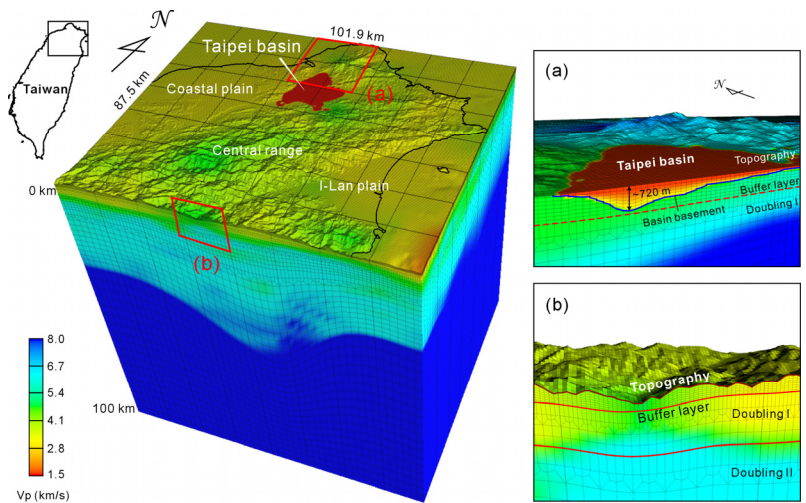 Taiwan
N
101.9 km
Taipei basin
87.5 km
Coastal plain
(a)
Central range
I-Lan plain
0 km
(b)
100 km
8.0
6.7
5.4
4.1
2.8
1.5
Vp (km/s)
(a)
N
Taipei basin
Topography
~720 m
Buffer layer
Basin basement
Doubling I
(b)
Topography
Buffer layer
Doubling I
Doubling II